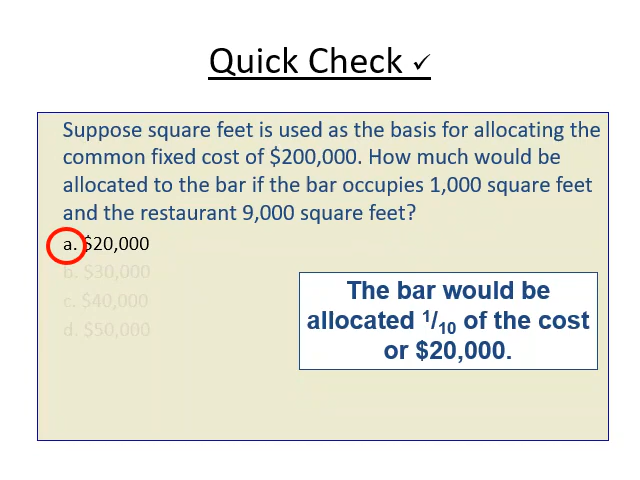 Quick Check ✓
Suppose square feet is used as the basis for allocating the
common fixed cost of $200,000. How much would be
allocated to the bar if the bar occupies 1,000 square feet
and the restaurant 9,000 square feet?
a. $20,000
b. $30,000
c. $40,000
d. $50,000
The bar would be
allocated 1/10 of the cost
or $20,000.